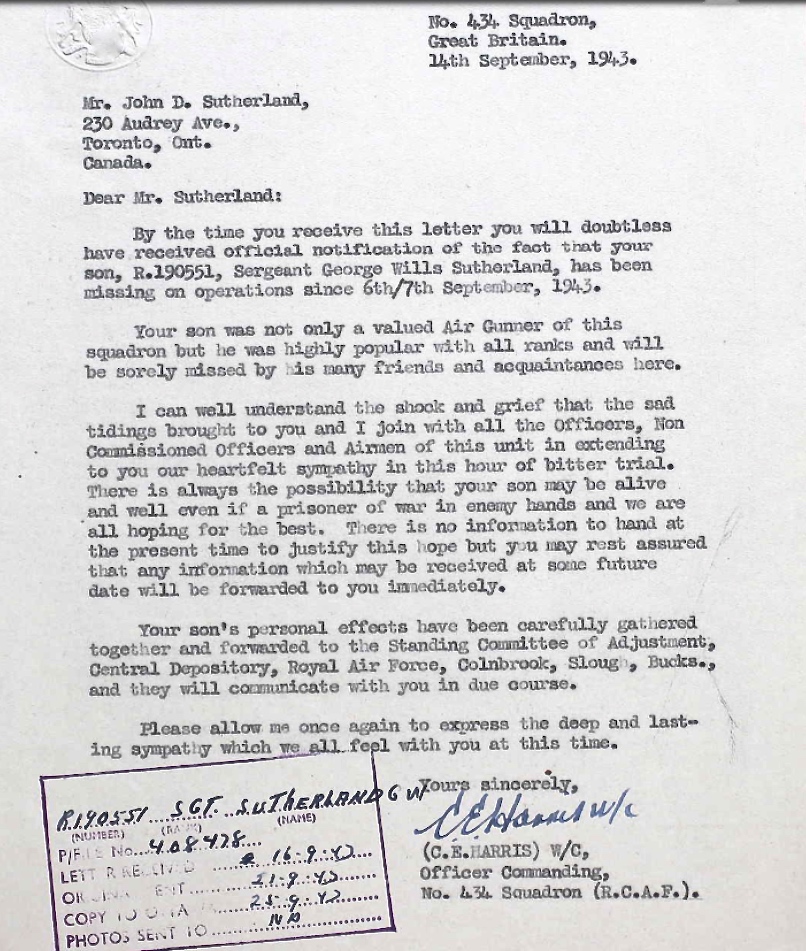 No. 434 Squadron,
Great Britain.
14th September, 1943.
Mr. John D. Sutherland,
230 Audrey Ave.,
Toronto, Ont.
Canada.
Dear Mr. Sutherland:
By the time you receive this letter you will doubtless
have received official notification of the fact that your
son, R.190551, Sergeant George Wills Sutherland, has been
missing on operations since 6th/7th September, 1943.
Your son was not only a valued Air Gunner of this
squadron but he was highly popular with all ranks and will
be sorely missed by his many friends and acquaintances here.
I can well understand the shock and grief that the sad
tidings brought to you and I join with all the Officers, Non
Commissioned Officers and Airmen of this unit in extending
to you our heartfelt sympathy in this hour of bitter trial.
There is always the possibility that your son may be alive
and well even if a prisoner of war in enemy hands and we are
all hoping for the best. There is no information to hand at
the present time to justify this hope but you may rest assured
that any information which may be received at some future
date will be forwarded to you immediately.
Your son's personal effects have been carefully gathered
together and forwarded to the Standing Committee of Adjustment,
Central Depository, Royal Air Force, Colnbrook, Slough, Bucks.,
and they will communicate with you in due course.
Please allow me once again to express the deep and last-
ing sympathy which we all feel with you at this time.
Yours sincerely,
C E Harris W/C
(C.E.HARRIS) W/C,
Officer Commanding,
No. 434 Squadron (R.C.A.F.).
R190551 SGT. SUTHERLAND G W
(NUMBER) (RANK) (NAME)
P/FILE No. 408478
LETTER RECEIVED 16-9-43
ORIGINAL SENT 21-9-43
COPY TO OTTAWA 25-9-43
PHOTOS SENT TO